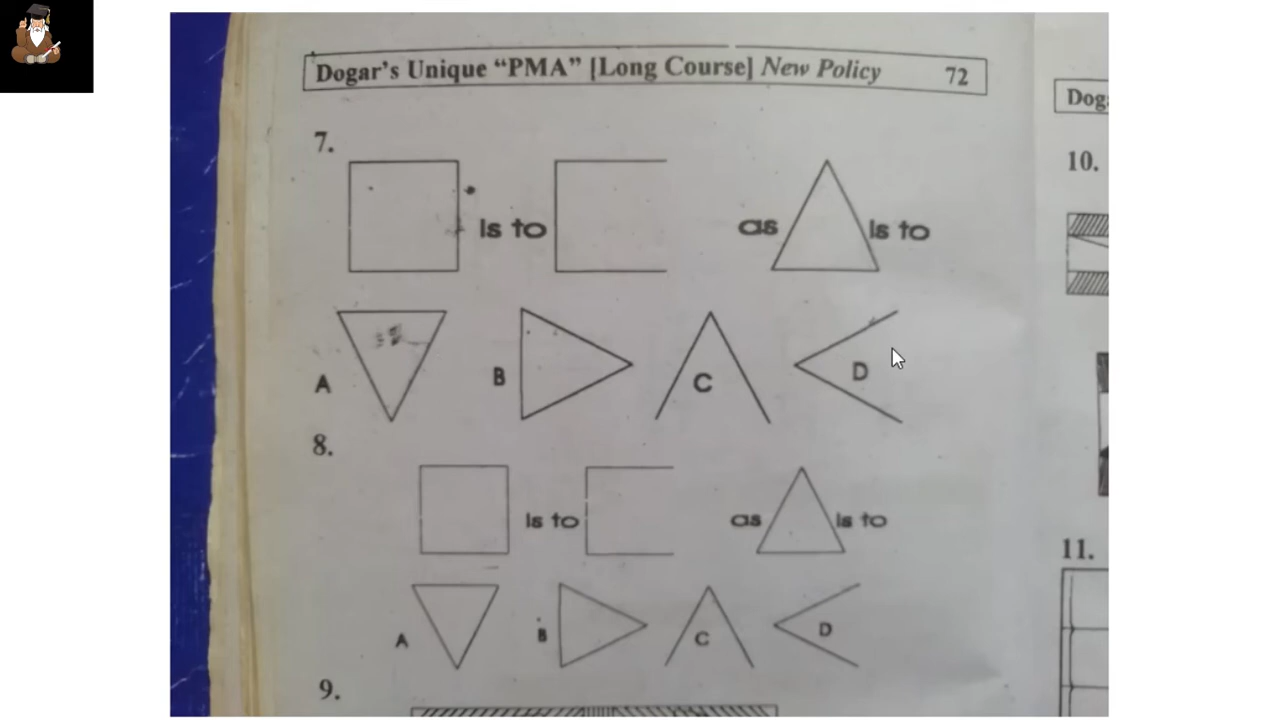 Dogar's Unique "PMA" [Long Course] New Policy 72
7.
is to as is to
A B C D
8.
is to as is to
A B C D
9.
10.
11.